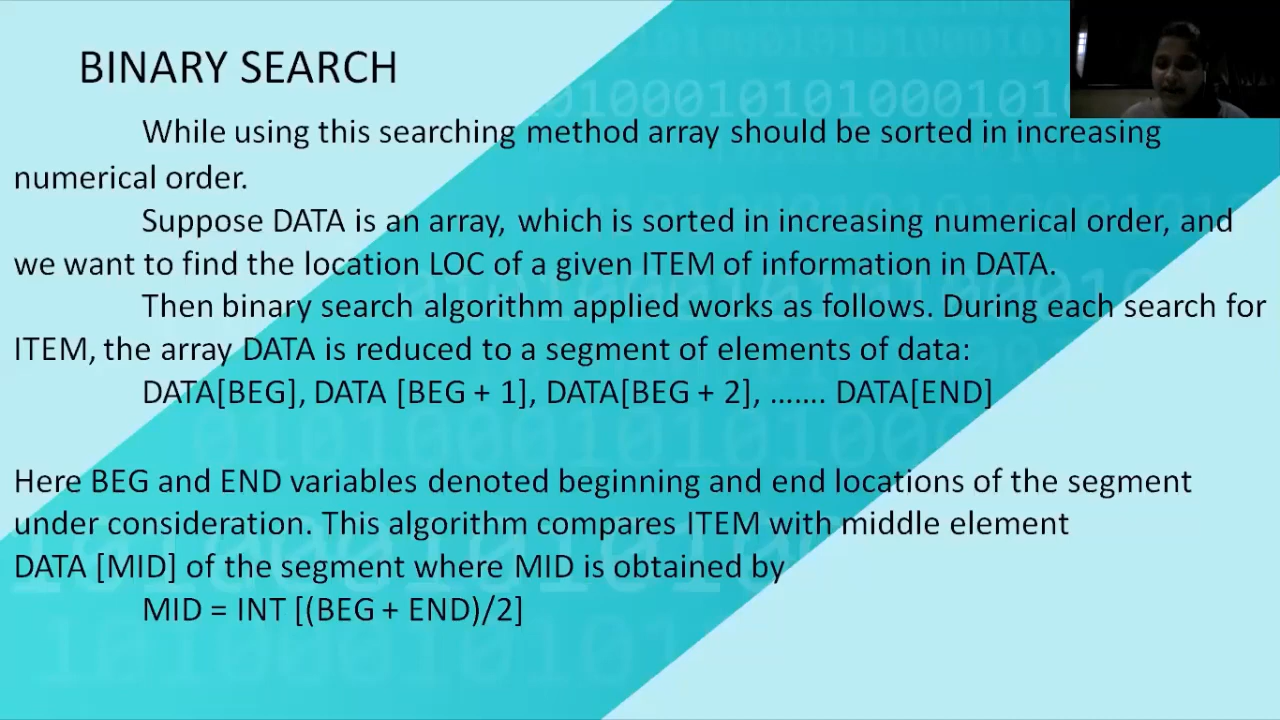 BINARY SEARCH
While using this searching method array should be sorted in increasing
numerical order.
Suppose DATA is an array, which is sorted in increasing numerical order, and
we want to find the location LOC of a given ITEM of information in DATA.
Then binary search algorithm applied works as follows. During each search for
ITEM, the array DATA is reduced to a segment of elements of data:
DATA[BEG], DATA [BEG + 1], DATA[BEG + 2], ....... DATA[END]
Here BEG and END variables denoted beginning and end locations of the segment
under consideration. This algorithm compares ITEM with middle element
DATA [MID] of the segment where MID is obtained by
MID = INT [(BEG + END)/2]